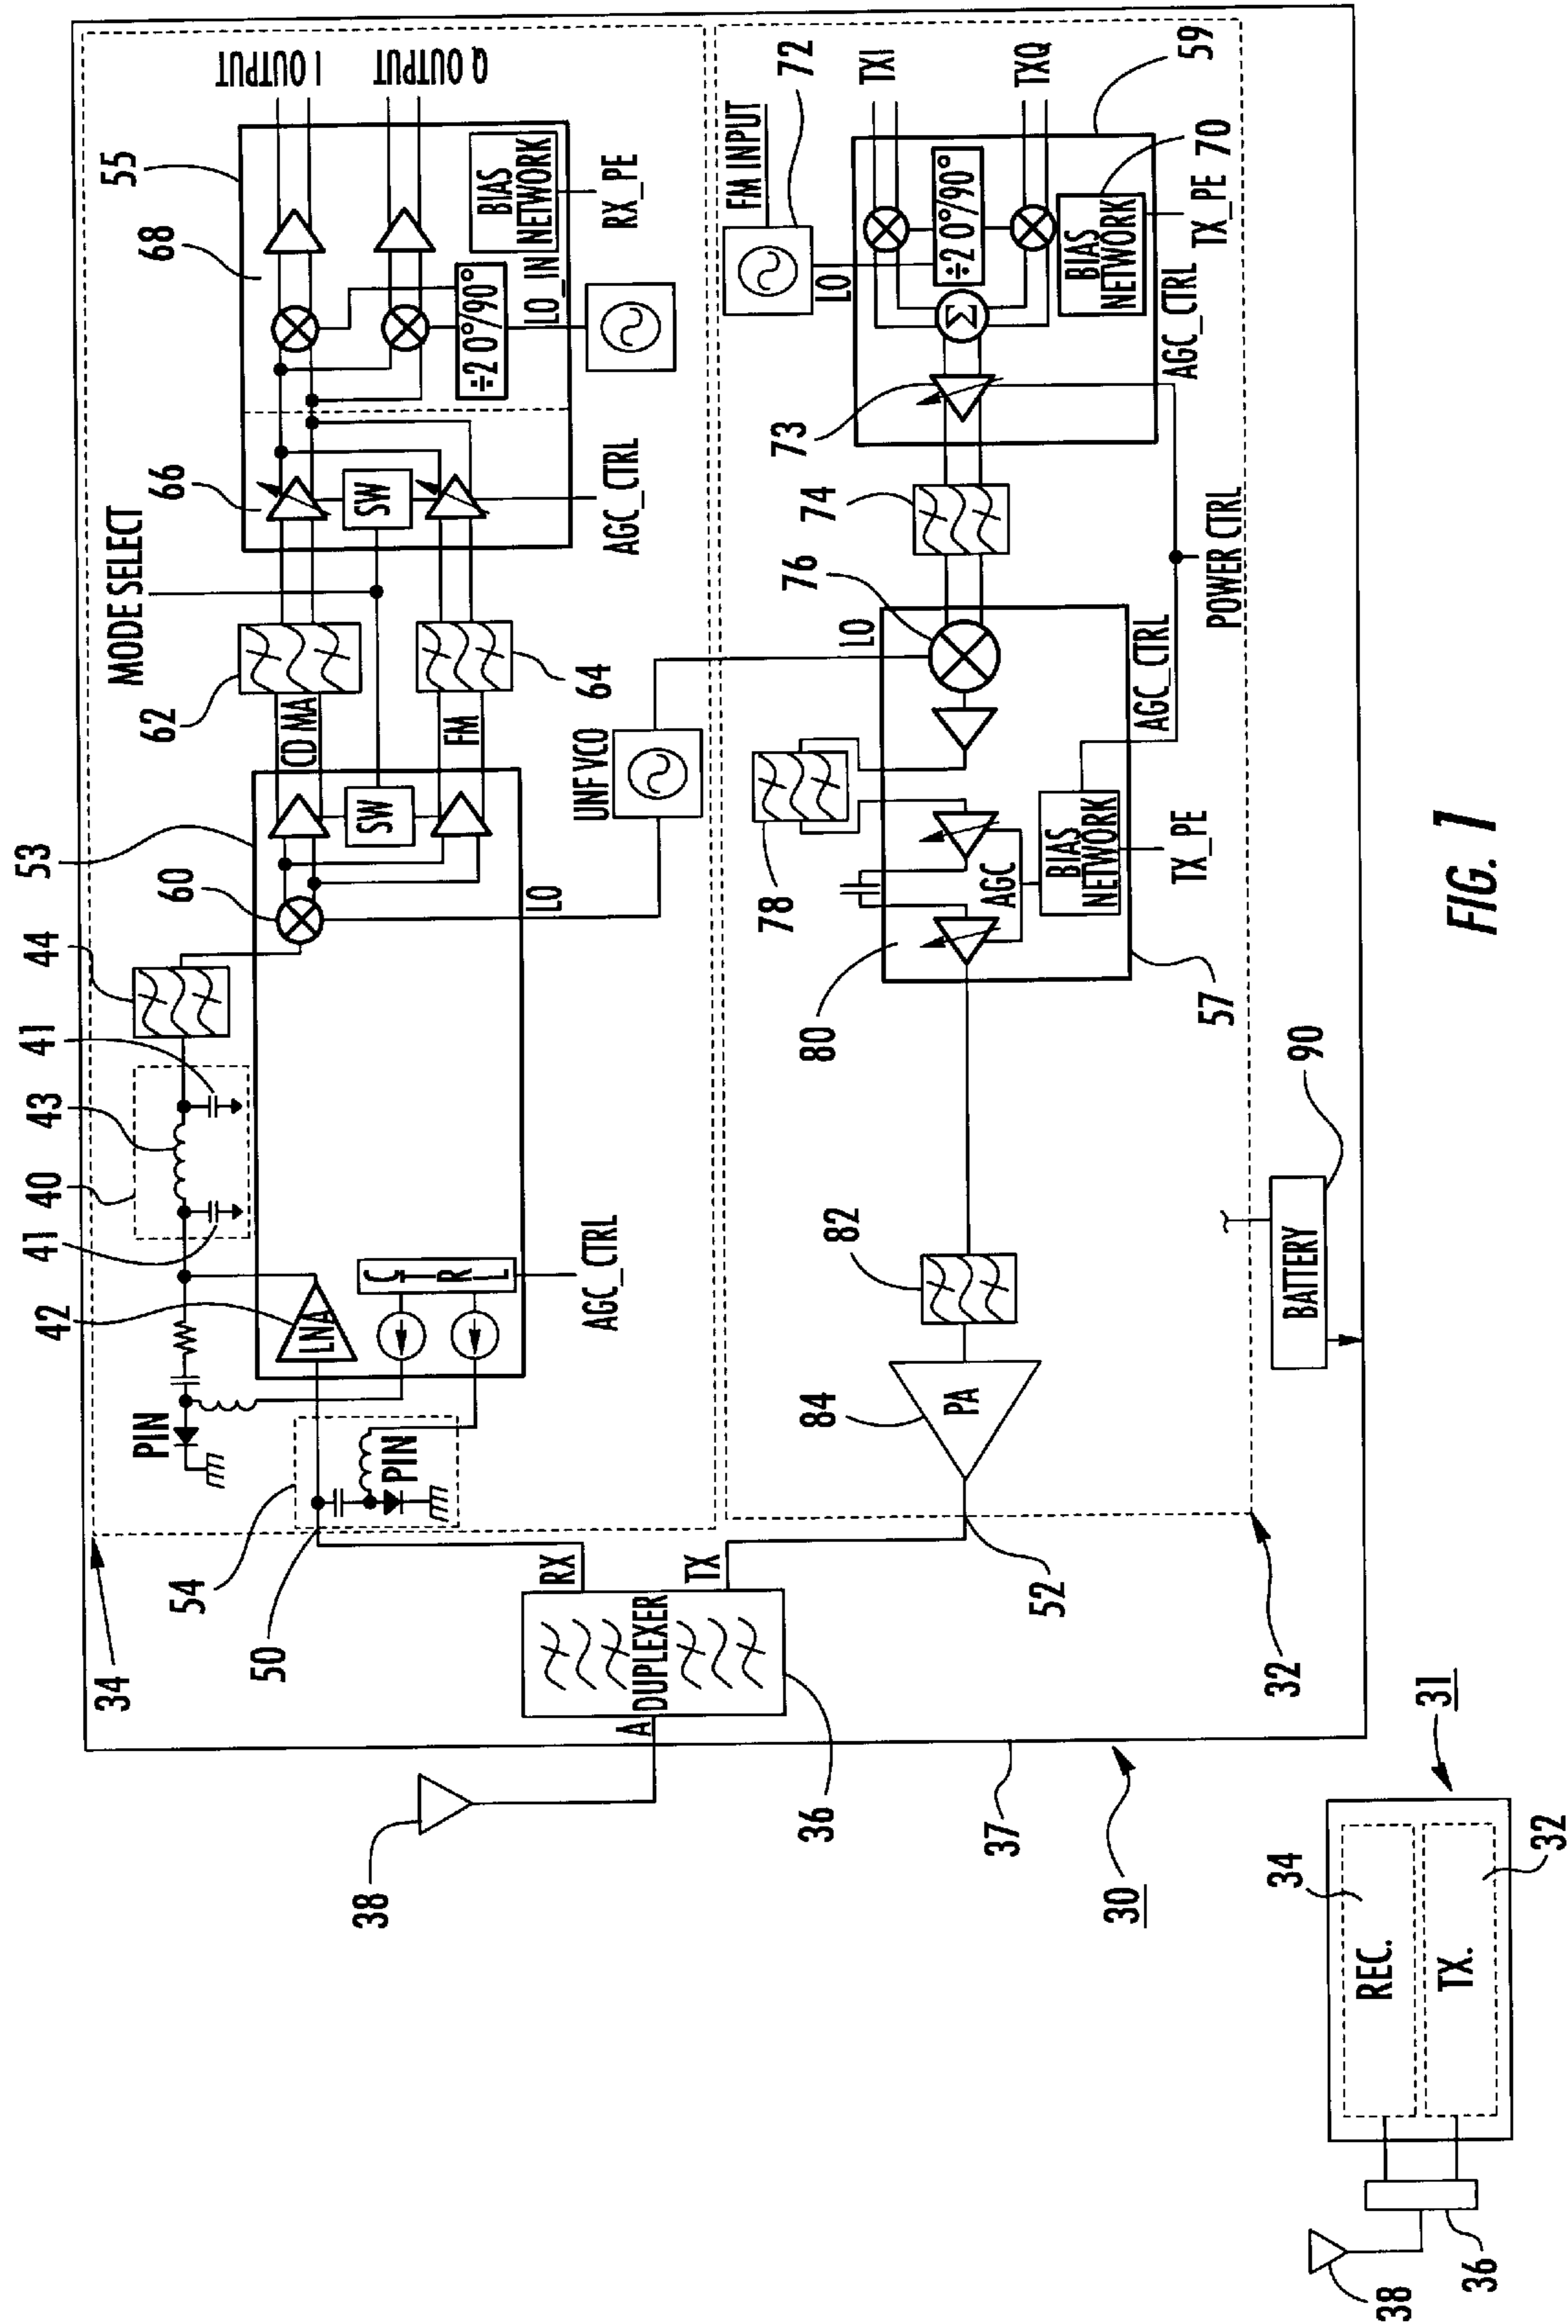 I OUTPUT
Q OUTPUT
55
68
BIAS
NETWORK
RX_PE
÷2 0°/90°
LO_IN
66
SW
AGC_CTRL
MODE SELECT
62
64
CD MA
FM
53
60
SW
LO
UNF VCO
44
41
43
40
41
42
LNA
CTRL
AGC_CTRL
PIN
PIN
54
50
34
RX
TX
DUPLEXER
A
36
38
37
30
72
FM INPUT
LO
TXI
TXQ
59
÷2 0°/90°
Σ
BIAS
NETWORK
70
TX_PE
AGC_CTRL
73
74
76
LO
POWER CTRL
AGC_CTRL
78
AGC
BIAS
NETWORK
TX_PE
80
57
82
84
PA
52
32
BATTERY
90
31
34
32
REC.
TX.
36
38
FIG. 1